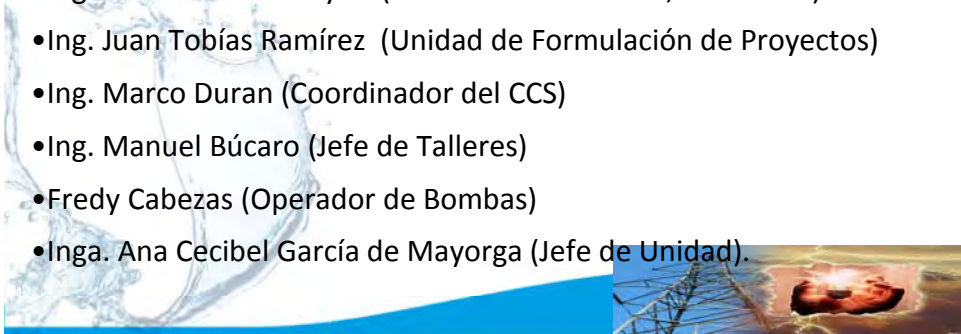 •Ing. Juan Tobías Ramírez (Unidad de Formulación de Proyectos)
•Ing. Marco Duran (Coordinador del CCS)
•Ing. Manuel Búcaro (Jefe de Talleres)
•Fredy Cabezas (Operador de Bombas)
•Inga. Ana Cecibel García de Mayorga (Jefe de Unidad).